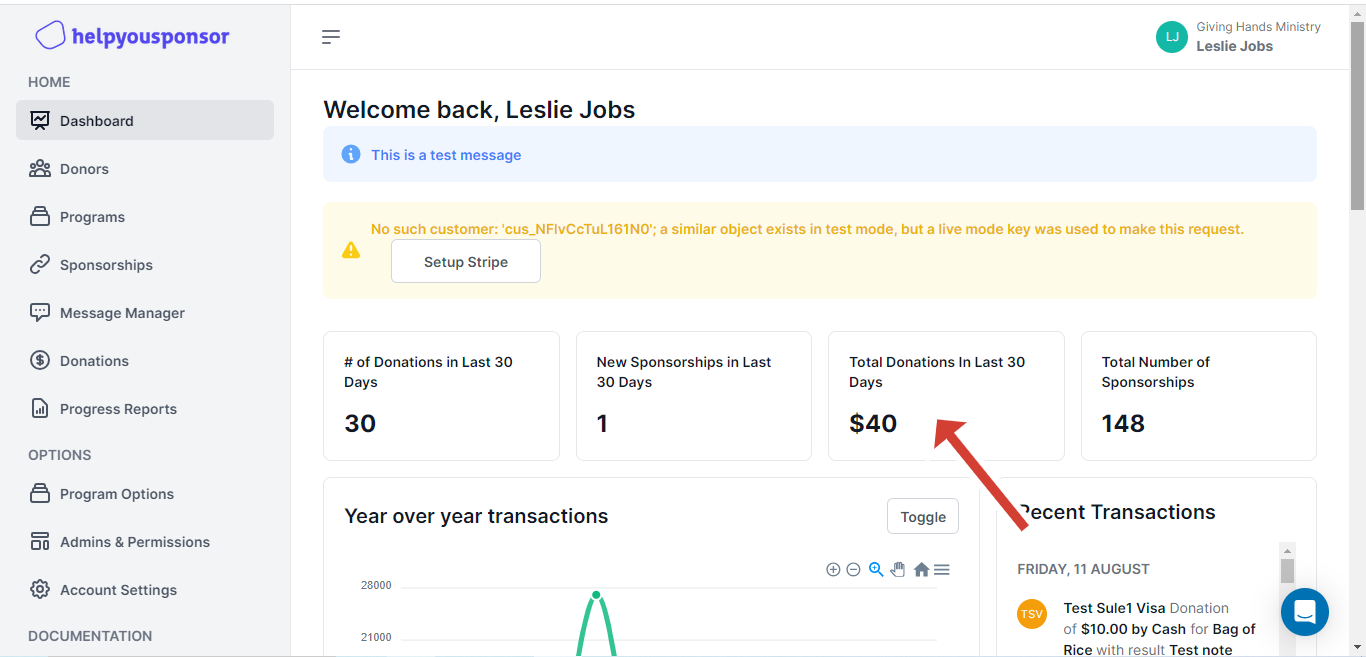 helpyousponsor
HOME
Dashboard
Donors
Programs
Sponsorships
Message Manager
Donations
Progress Reports
OPTIONS
Program Options
Admins & Permissions
Account Settings
DOCUMENTATION
LJ
Giving Hands Ministry
Leslie Jobs
Welcome back, Leslie Jobs
This is a test message
No such customer: 'cus_NFlvCcTuL161N0'; a similar object exists in test mode, but a live mode key was used to make this request.
Setup Stripe
# of Donations in Last 30
Days
30
New Sponsorships in Last
30 Days
1
Total Donations In Last 30
Days
$40
Total Number of
Sponsorships
148
Year over year transactions
Toggle
28000
21000
Recent Transactions
FRIDAY, 11 AUGUST
TSV
Test Sule1 Visa Donation
of $10.00 by Cash for Bag of
Rice with result Test note